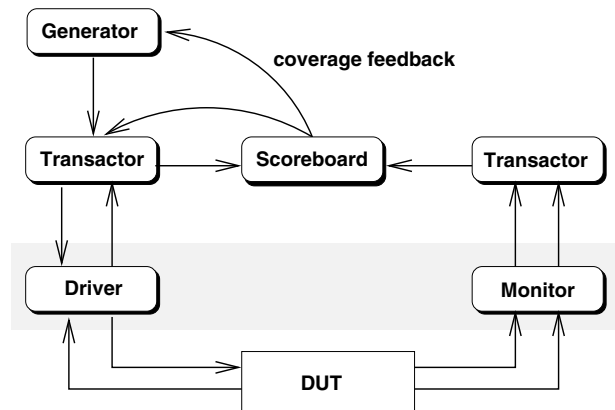 Generator
coverage feedback
Transactor
Scoreboard
Transactor
Driver
Monitor
DUT